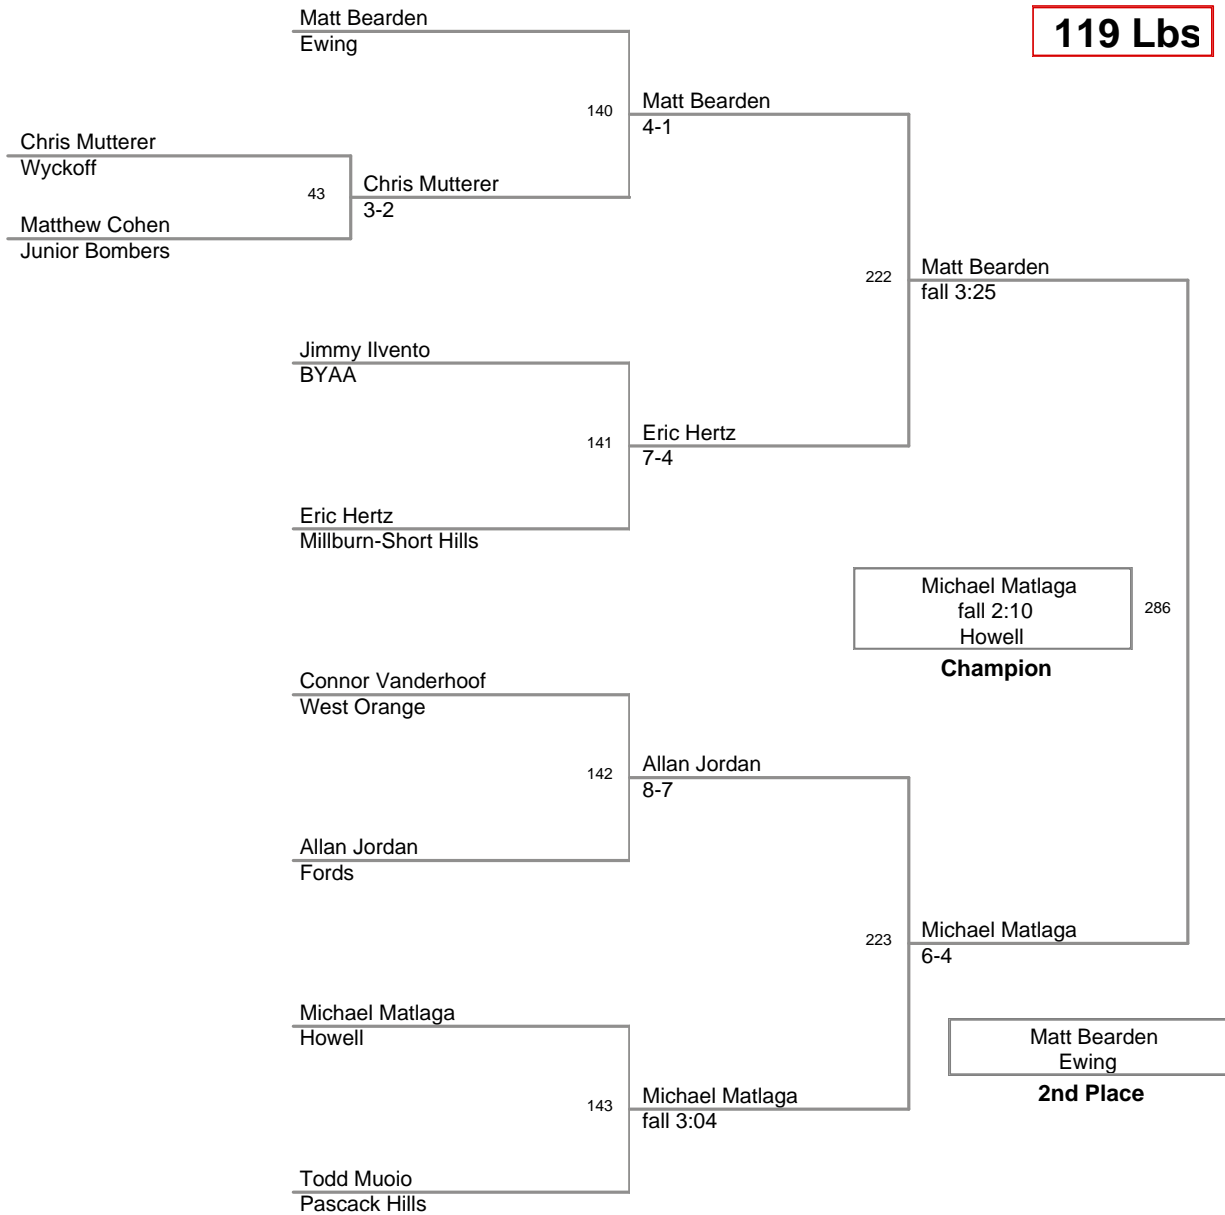 Matt Bearden
Ewing
119 Lbs
140
Matt Bearden
4-1
Chris Mutterer
Wyckoff
43
Chris Mutterer
3-2
Matthew Cohen
Junior Bombers
222
Matt Bearden
fall 3:25
Jimmy Ilvento
BYAA
141
Eric Hertz
7-4
Eric Hertz
Millburn-Short Hills
Michael Matlaga
fall 2:10
Howell
286
Champion
Connor Vanderhoof
West Orange
142
Allan Jordan
8-7
Allan Jordan
Fords
223
Michael Matlaga
6-4
Michael Matlaga
Howell
Matt Bearden
Ewing
2nd Place
143
Michael Matlaga
fall 3:04
Todd Muoio
Pascack Hills